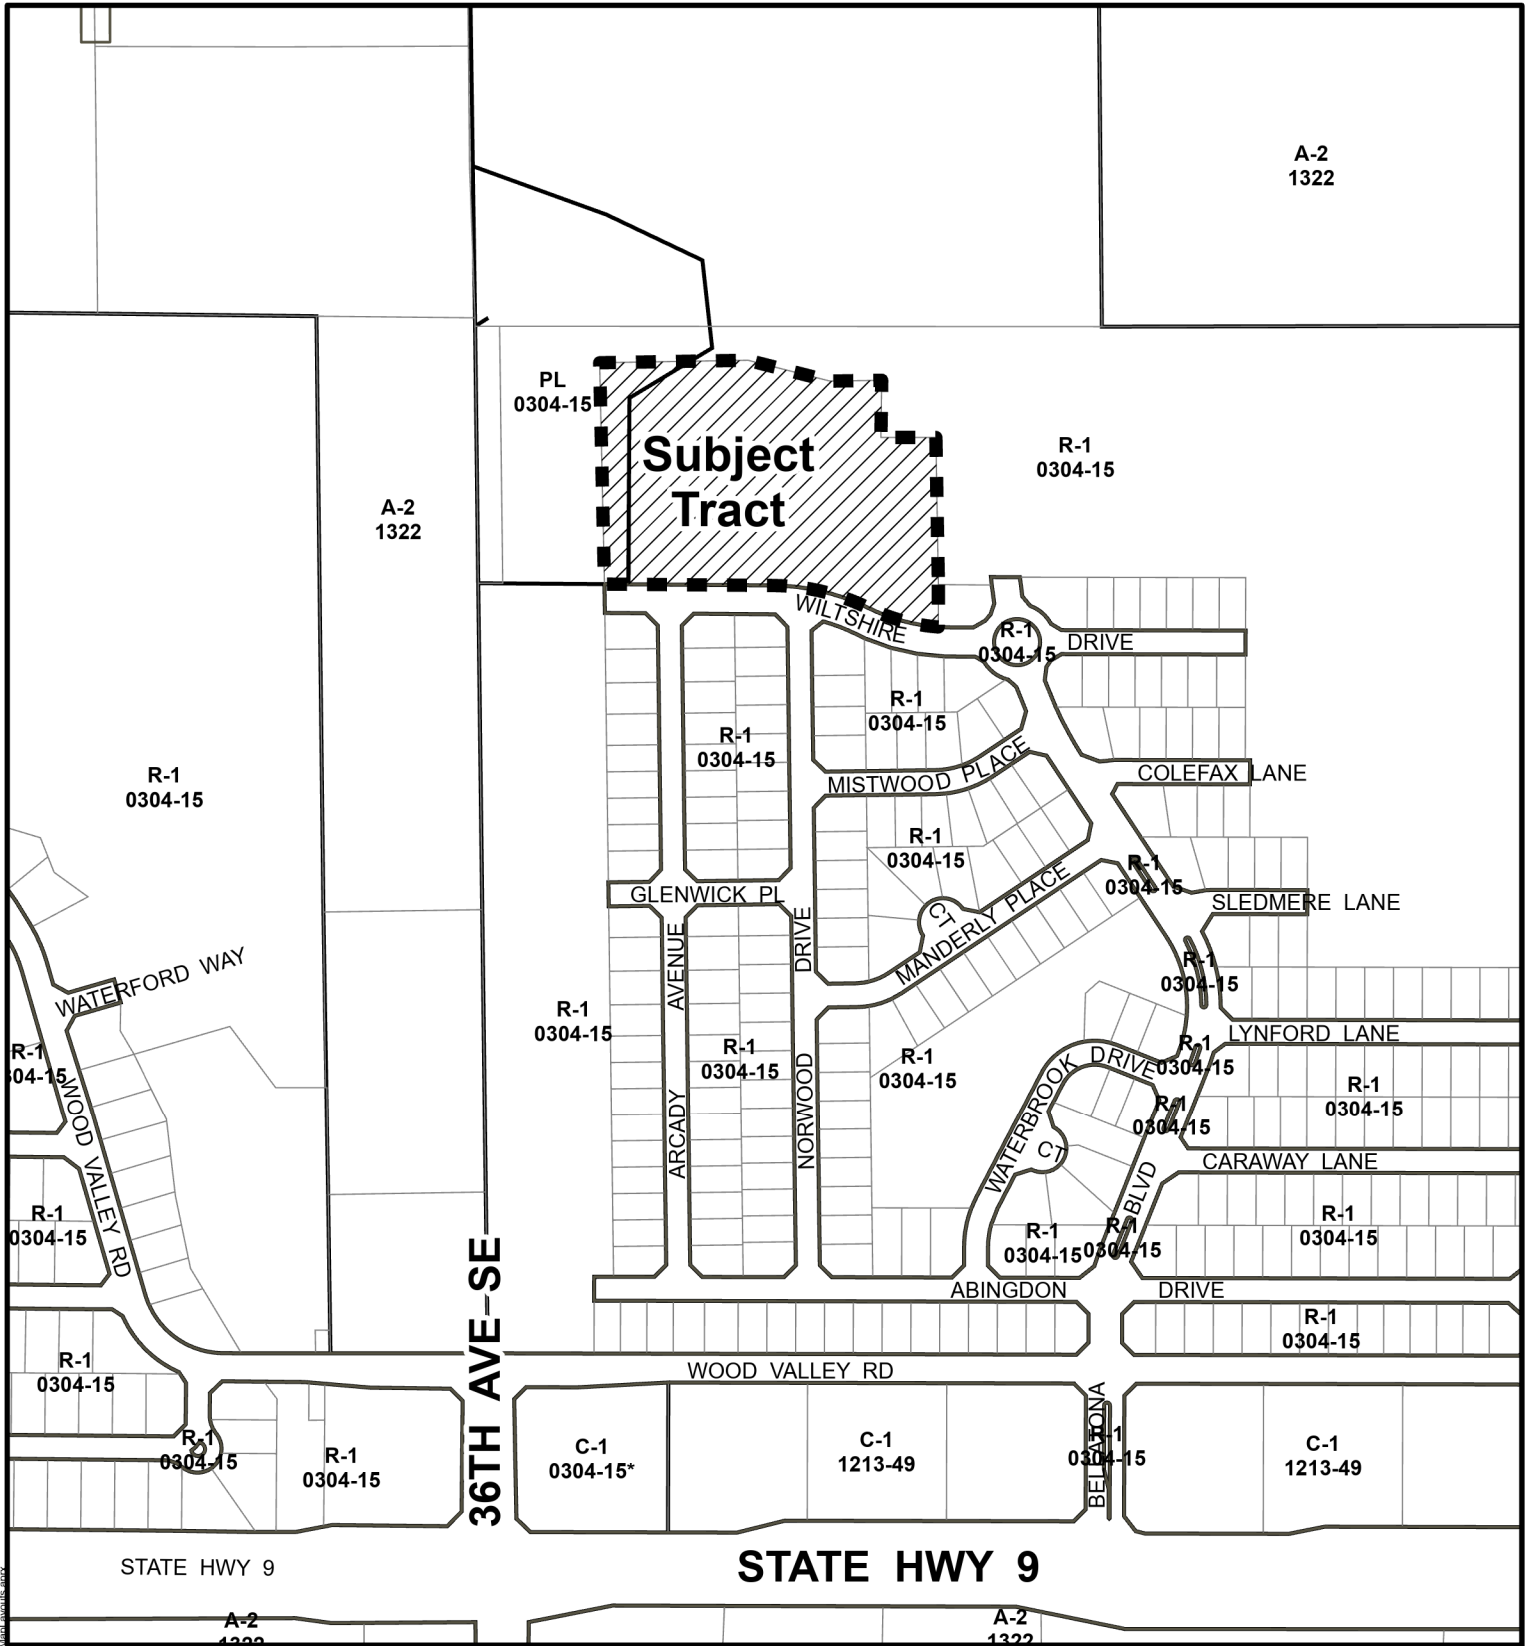 A-2
1322
PL
0304-15
Subject
Tract
R-1
0304-15
A-2
1322
WILTSHIRE
DRIVE
R-1
0304-15
R-1
0304-15
R-1
0304-15
R-1
0304-15
MISTWOOD PLACE
COLEFAX LANE
R-1
0304-15
R-1
0304-15
GLENWICK PL
SLEDMERE LANE
CT
MANDERLY PLACE
AVENUE
DRIVE
WATERFORD WAY
R-1
0304-15
R-1
0304-15
LYNFORD LANE
R-1
0304-15
R-1
0304-15
R-1
0304-15
R-1
0304-15
WATERBROOK DRIVE
R-1
0304-15
R-1
0304-15
WOOD VALLEY RD
ARCADY
NORWOOD
CT
CARAWAY LANE
BLVD
R-1
0304-15
R-1
0304-15
R-1
0304-15
R-1
0304-15
36TH AVE SE
ABINGDON
DRIVE
R-1
0304-15
R-1
0304-15
WOOD VALLEY RD
R-1
0304-15
R-1
0304-15
C-1
0304-15*
C-1
1213-49
BELLATONA
R-1
0304-15
C-1
1213-49
STATE HWY 9
STATE HWY 9
A-2
1322
A-2
1322